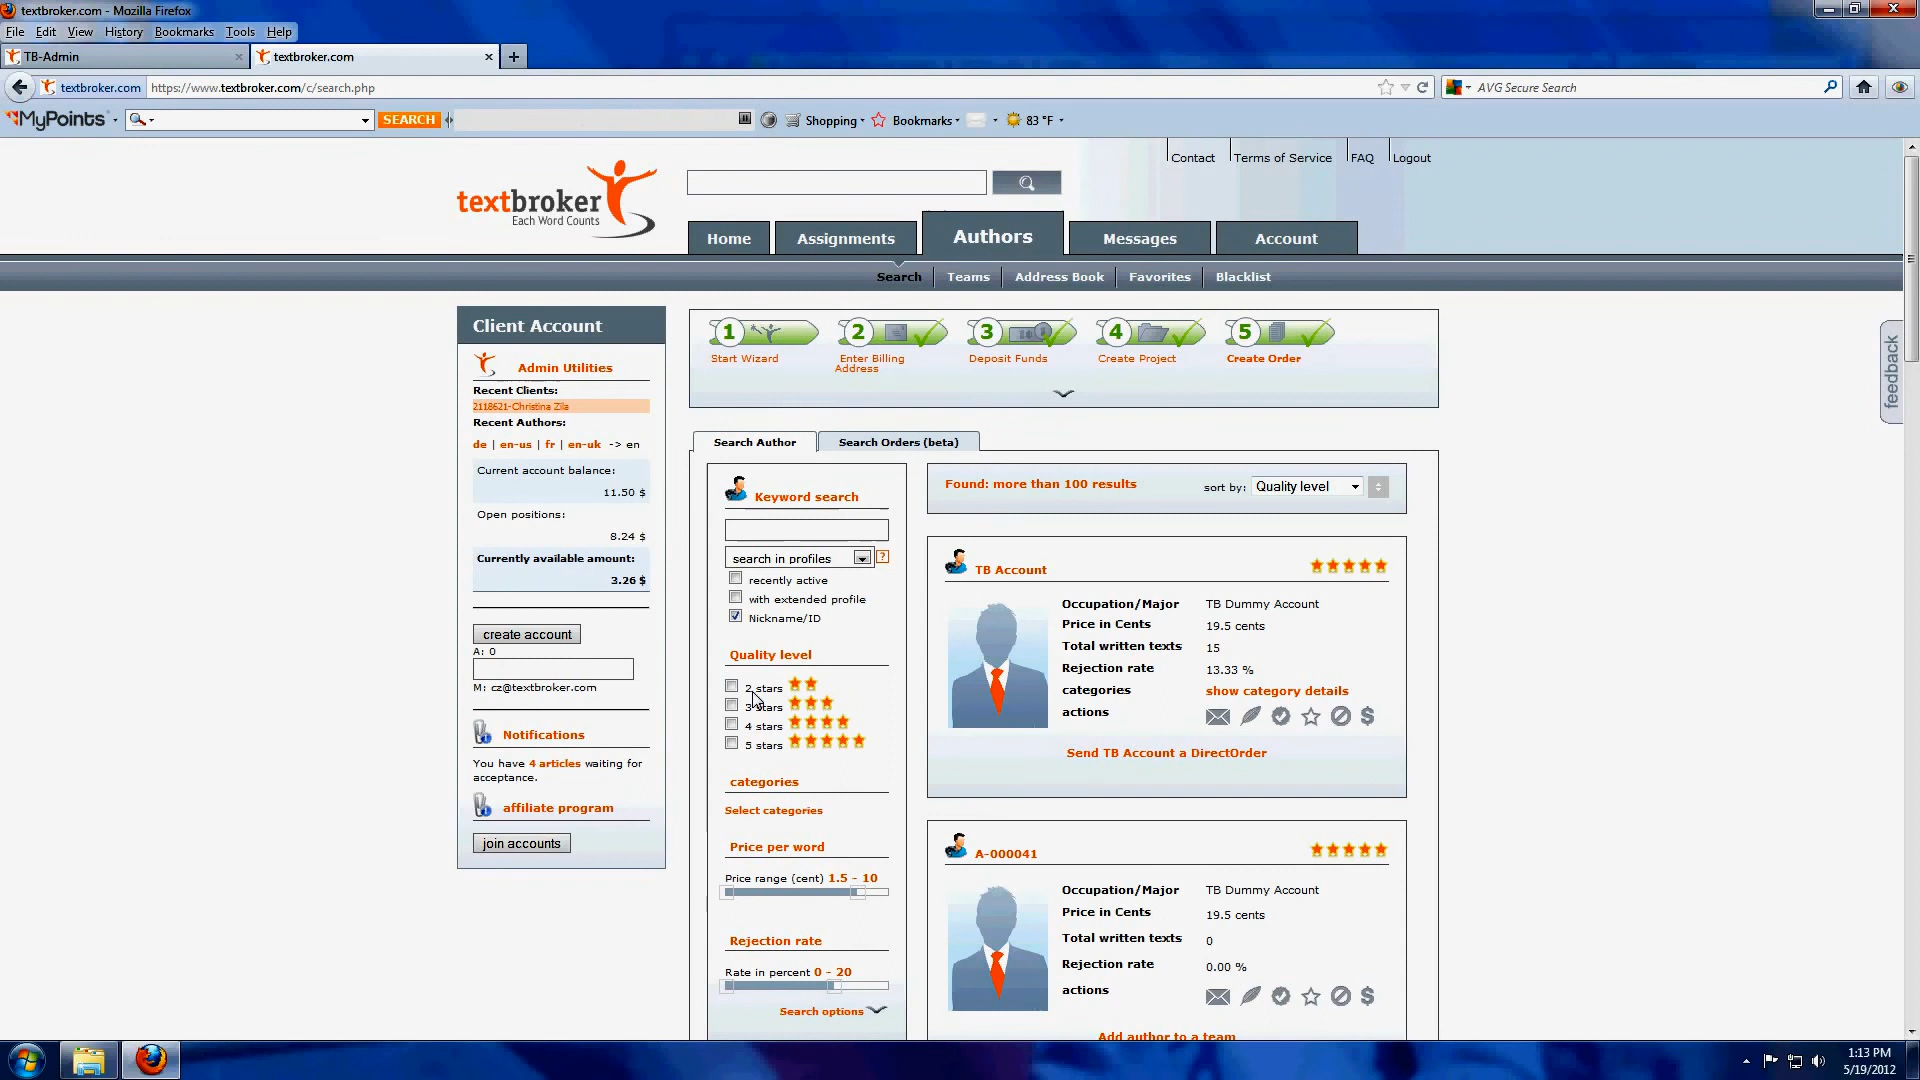 textbroker.com - Mozilla Firefox
File Edit View History Bookmarks Tools Help
TB-Admin
textbroker.com
textbroker.com https://www.textbroker.com/c/search.php
AVG Secure Search
MyPoints SEARCH Shopping Bookmarks 83 °F
Contact Terms of Service FAQ Logout
textbroker
Each Word Counts
Home Assignments Authors Messages Account
Search Teams Address Book Favorites Blacklist
feedback
Client Account
Admin Utilities
Recent Clients:
2118621-Christina Zila
Recent Authors:
de | en-us | fr | en-uk -> en
Current account balance:
11.50 $
Open positions:
8.24 $
Currently available amount:
3.26 $
create account
A: 0
M: cz@textbroker.com
Notifications
You have 4 articles waiting for
acceptance.
affiliate program
join accounts
1 2 3 4 5
Start Wizard
Enter Billing
Address
Deposit Funds
Create Project
Create Order
Search Author
Search Orders (beta)
Keyword search
search in profiles ?
recently active
with extended profile
Nickname/ID
Quality level
2 stars
3 stars
4 stars
5 stars
categories
Select categories
Price per word
Price range (cent) 1.5 - 10
Rejection rate
Rate in percent 0 - 20
Search options
Found: more than 100 results
sort by: Quality level
TB Account
Occupation/Major TB Dummy Account
Price in Cents 19.5 cents
Total written texts 15
Rejection rate 13.33 %
categories show category details
actions
Send TB Account a DirectOrder
A-000041
Occupation/Major TB Dummy Account
Price in Cents 19.5 cents
Total written texts 0
Rejection rate 0.00 %
actions
Add author to a team
1:13 PM
5/19/2012